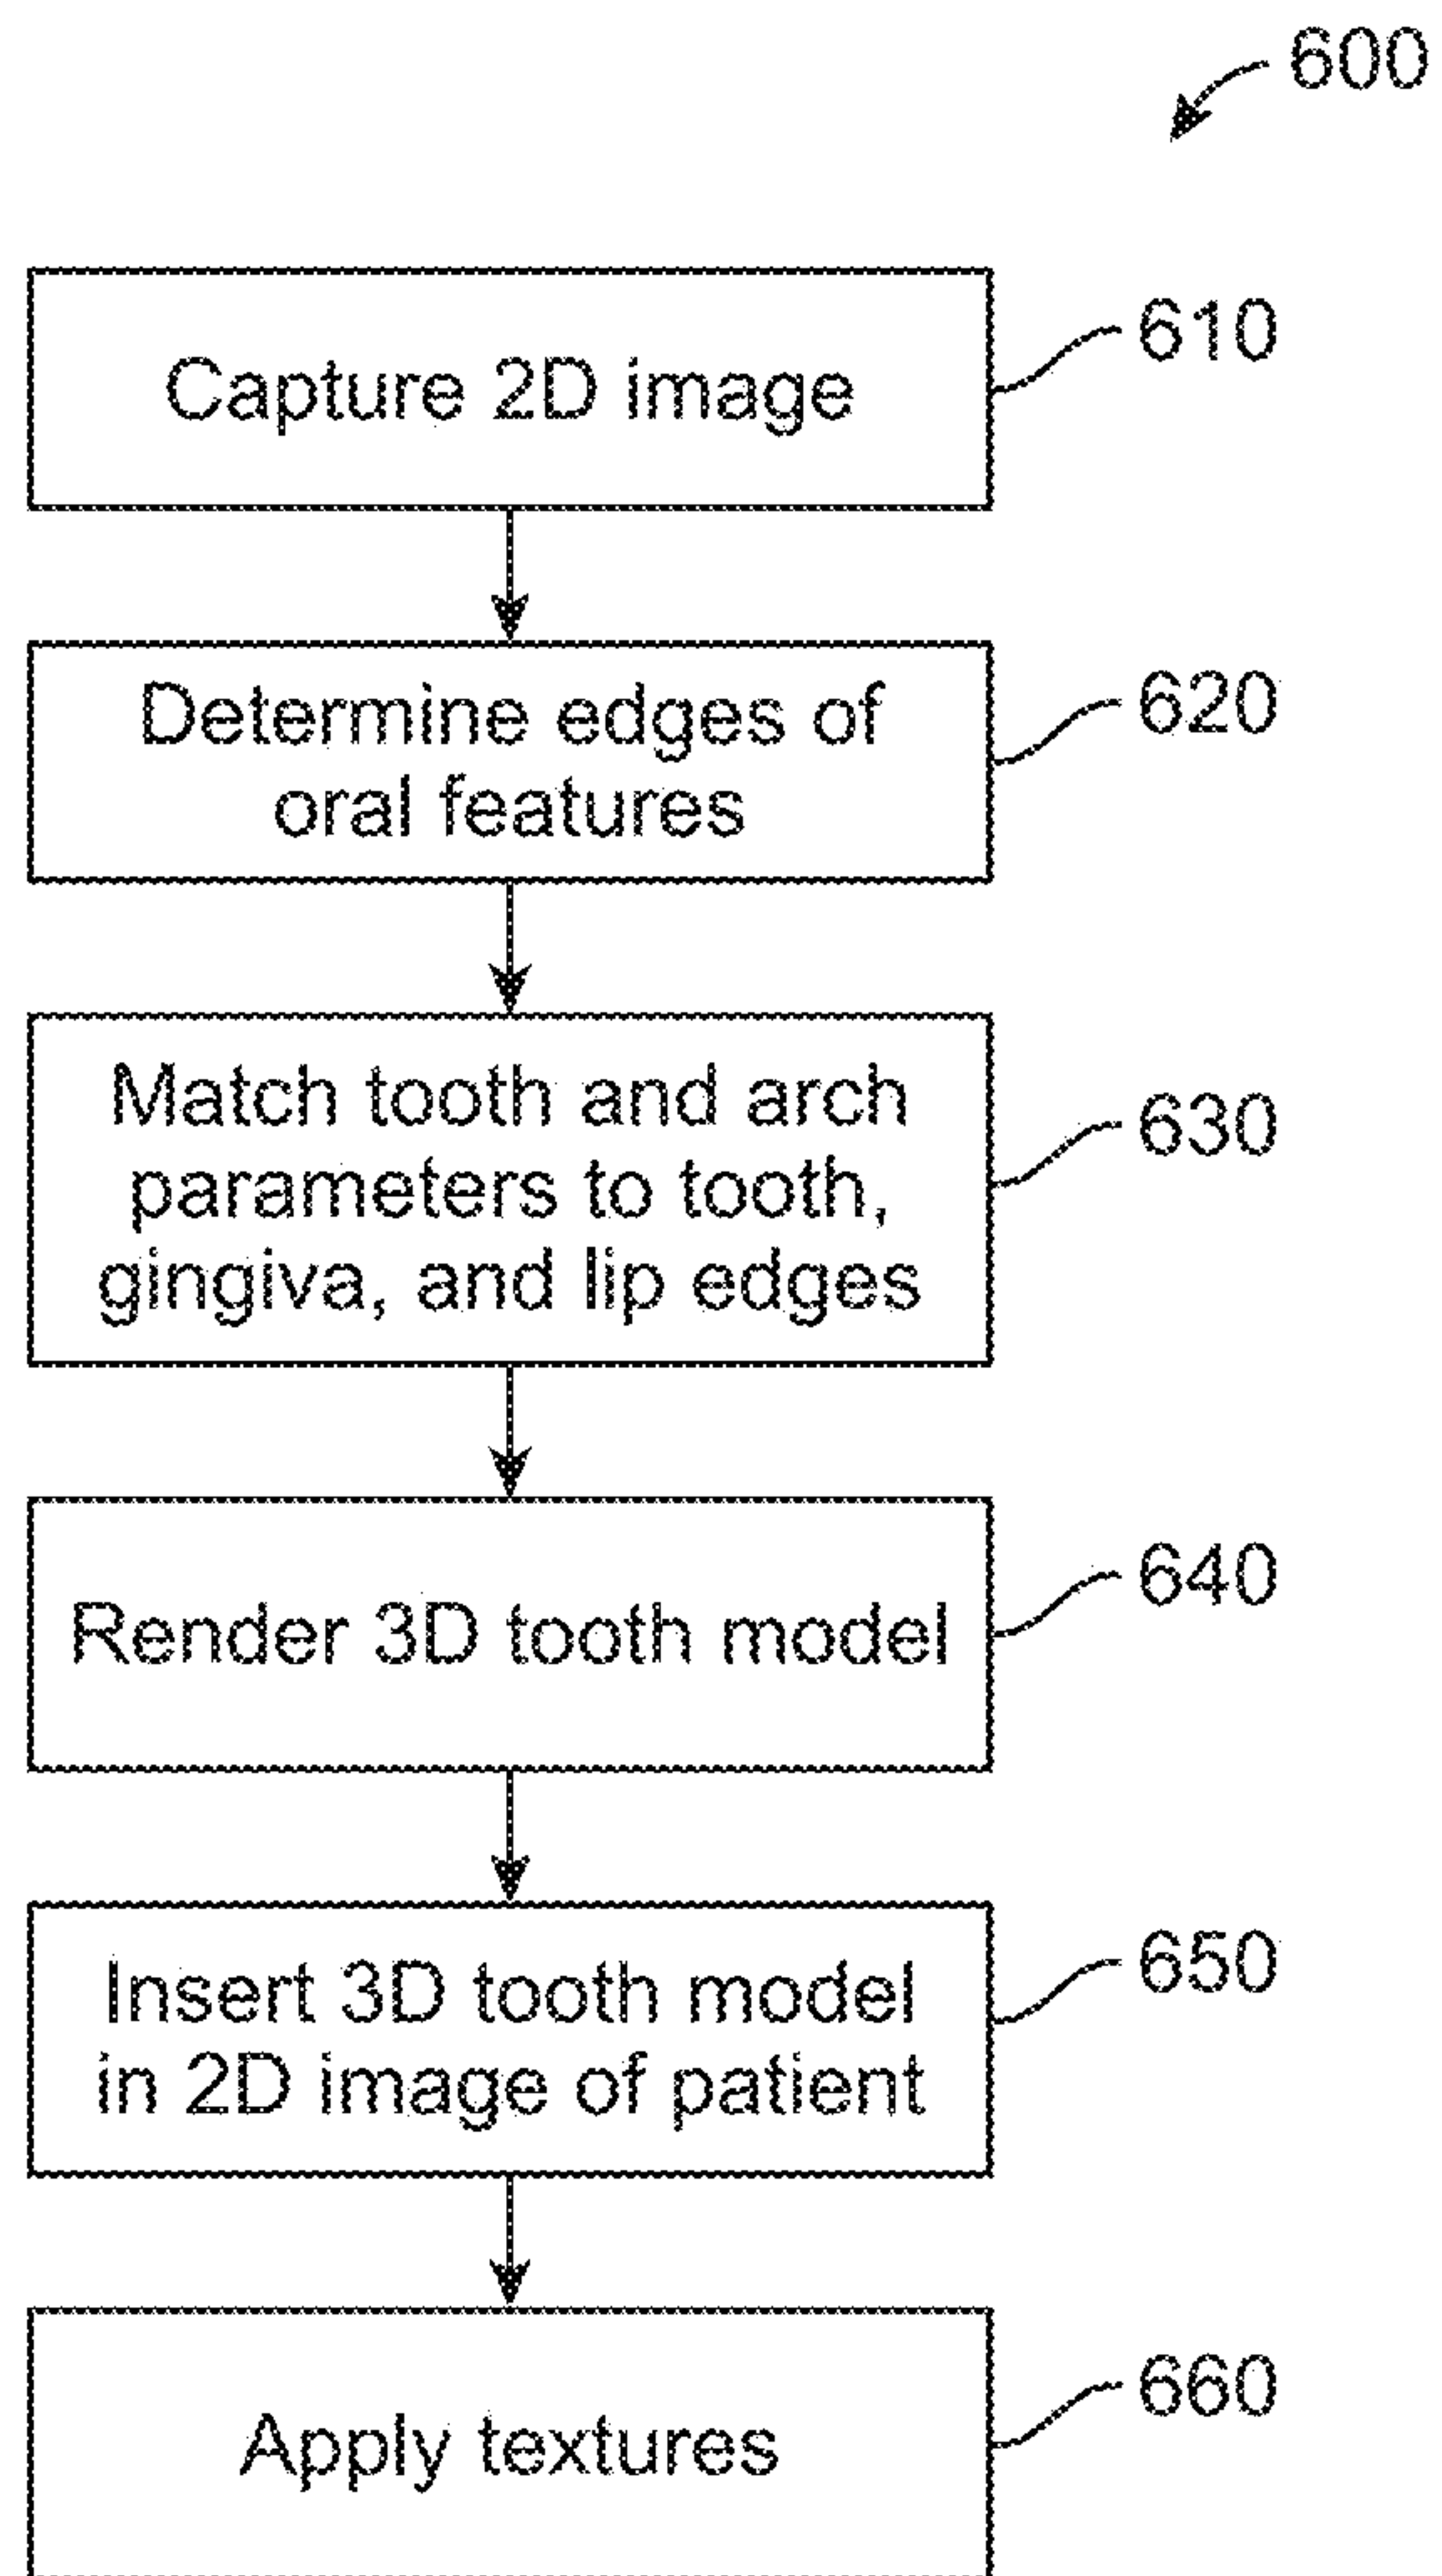 600
Capture 2D image
610
Determine edges of
oral features
620
Match tooth and arch
parameters to tooth,
gingiva, and lip edges
630
Render 3D tooth model
640
Insert 3D tooth model
in 2D image of patient
650
Apply textures
660